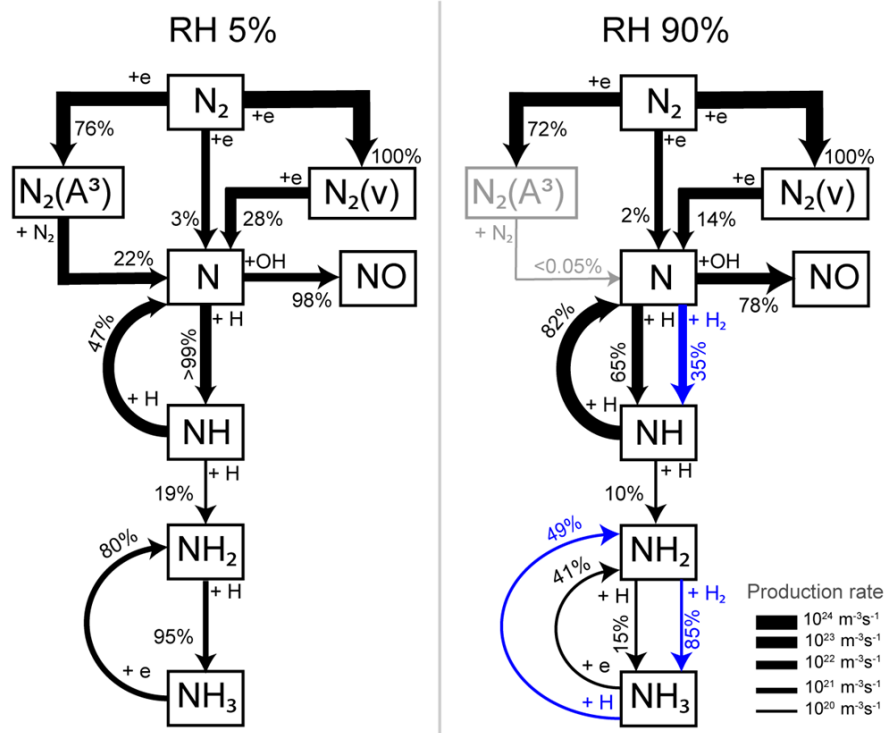 RH 5%
+e
N₂
+e
76%
+e
+e
100%
N₂(A³)
N₂(v)
+ N₂
3%
28%
22%
N
+OH
98%
NO
47%
+ H
>99%
+ H
NH
+ H
19%
80%
NH₂
+ H
95%
+ e
NH₃
RH 90%
+e
N₂
+e
72%
+e
+e
100%
N₂(A³)
N₂(v)
+ N₂
2%
14%
<0.05%
N
+OH
78%
NO
82%
+ H
+ H₂
65%
35%
+ H
NH
+ H
10%
49%
41%
NH₂
+ H
+ H₂
15%
85%
+ e
+ H
NH₃
Production rate
10²⁴ m⁻³s⁻¹
10²³ m⁻³s⁻¹
10²² m⁻³s⁻¹
10²¹ m⁻³s⁻¹
10²⁰ m⁻³s⁻¹